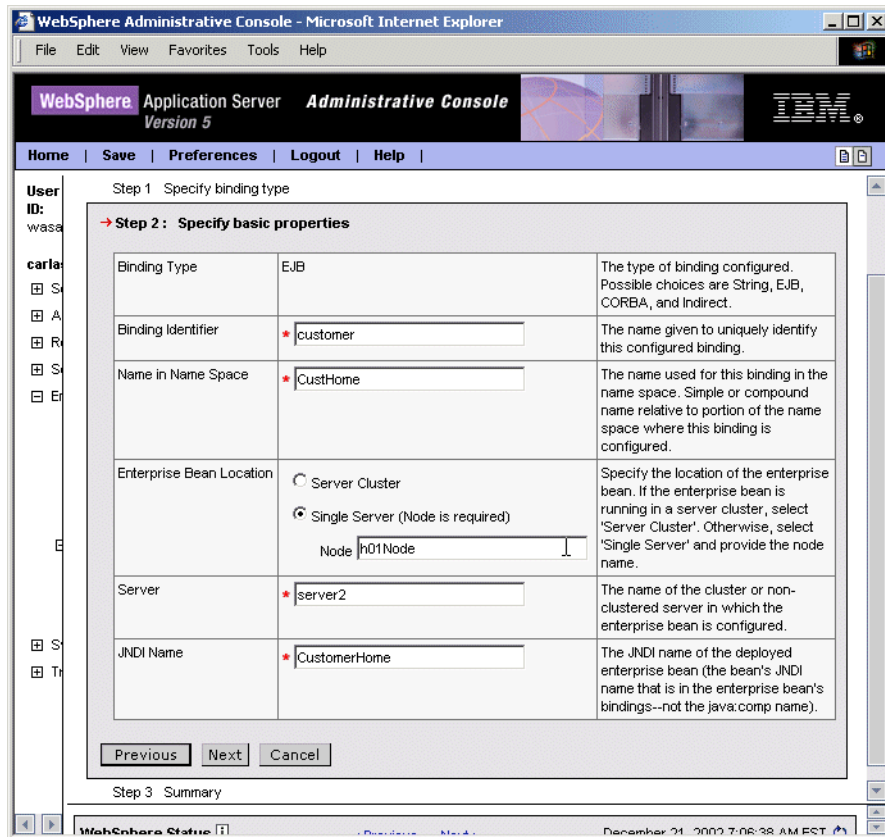 WebSphere Administrative Console - Microsoft Internet Explorer
File Edit View Favorites Tools Help
WebSphere. Application Server Administrative Console
Version 5
IBM®
Home | Save | Preferences | Logout | Help |
User
ID:
wasa
Step 1 Specify binding type
Step 2 : Specify basic properties
Binding Type
EJB
The type of binding configured.
Possible choices are String, EJB,
CORBA, and Indirect.
Binding Identifier
* customer
The name given to uniquely identify
this configured binding.
Name in Name Space
* CustHome
The name used for this binding in the
name space. Simple or compound
name relative to portion of the name
space where this binding is
configured.
Enterprise Bean Location
Server Cluster
Single Server (Node is required)
Node h01Node
Specify the location of the enterprise
bean. If the enterprise bean is
running in a server cluster, select
'Server Cluster'. Otherwise, select
'Single Server' and provide the node
name.
Server
* server2
The name of the cluster or non-
clustered server in which the
enterprise bean is configured.
JNDI Name
* CustomerHome
The JNDI name of the deployed
enterprise bean (the bean's JNDI
name that is in the enterprise bean's
bindings--not the java:comp name).
Previous Next Cancel
Step 3 Summary
WebSphere Status i
December 21, 2002 7:06:38 AM EST